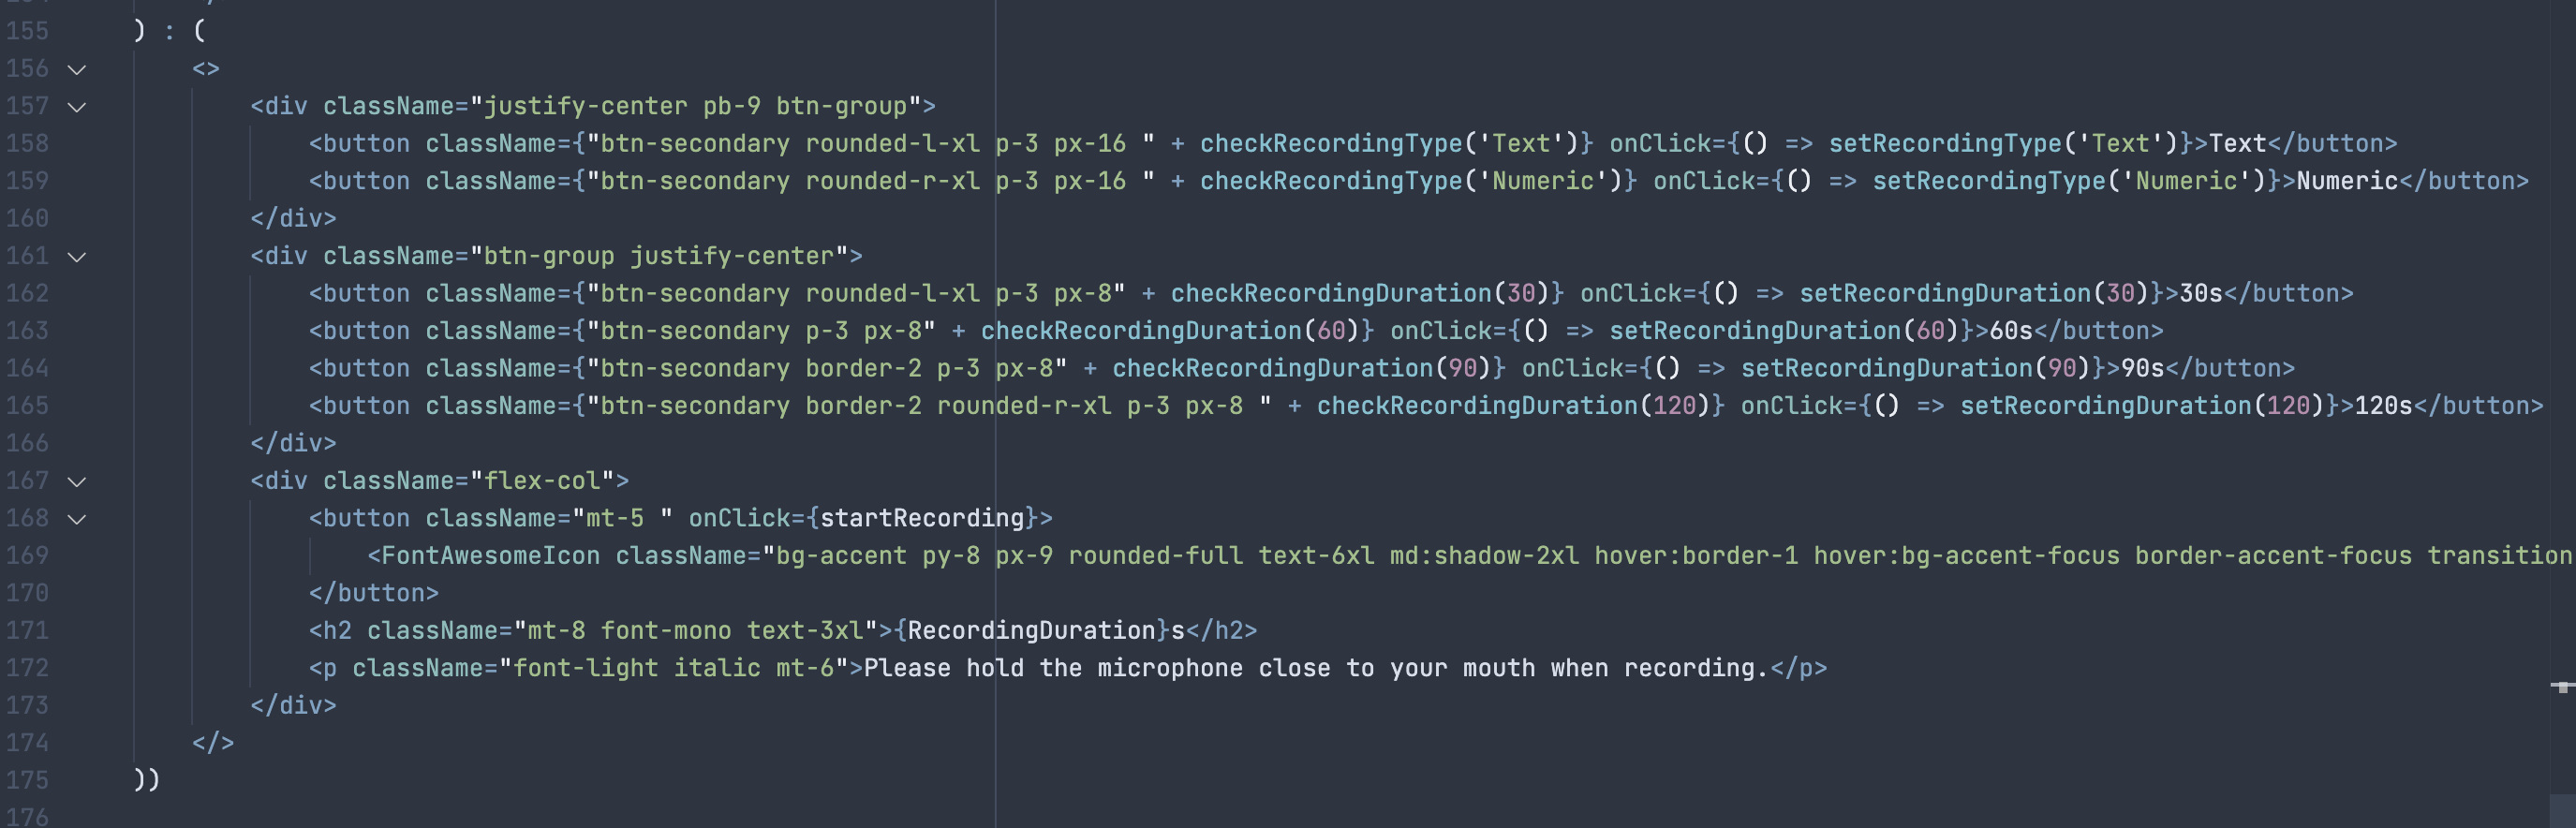 155 ) : (
156 <>
157 <div className="justify-center pb-9 btn-group">
158 <button className={"btn-secondary rounded-l-xl p-3 px-16 " + checkRecordingType('Text')} onClick={() => setRecordingType('Text')}>Text</button>
159 <button className={"btn-secondary rounded-r-xl p-3 px-16 " + checkRecordingType('Numeric')} onClick={() => setRecordingType('Numeric')}>Numeric</button>
160 </div>
161 <div className="btn-group justify-center">
162 <button className={"btn-secondary rounded-l-xl p-3 px-8" + checkRecordingDuration(30)} onClick={() => setRecordingDuration(30)}>30s</button>
163 <button className={"btn-secondary p-3 px-8" + checkRecordingDuration(60)} onClick={() => setRecordingDuration(60)}>60s</button>
164 <button className={"btn-secondary border-2 p-3 px-8" + checkRecordingDuration(90)} onClick={() => setRecordingDuration(90)}>90s</button>
165 <button className={"btn-secondary border-2 rounded-r-xl p-3 px-8 " + checkRecordingDuration(120)} onClick={() => setRecordingDuration(120)}>120s</button>
166 </div>
167 <div className="flex-col">
168 <button className="mt-5 " onClick={startRecording}>
169 <FontAwesomeIcon className="bg-accent py-8 px-9 rounded-full text-6xl md:shadow-2xl hover:border-1 hover:bg-accent-focus border-accent-focus transition
170 </button>
171 <h2 className="mt-8 font-mono text-3xl">{RecordingDuration}s</h2>
172 <p className="font-light italic mt-6">Please hold the microphone close to your mouth when recording.</p>
173 </div>
174 </>
175 ))
176